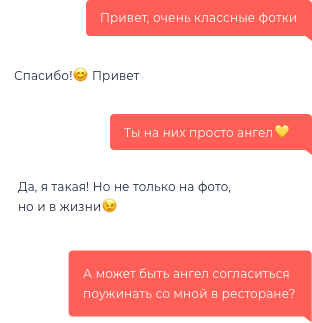 Привет, очень классные фотки
Спасибо!😊 Привет
Ты на них просто ангел💛
Да, я такая! Но не только на фото,
но и в жизни😉
А может быть ангел согласиться
поужинать со мной в ресторане?